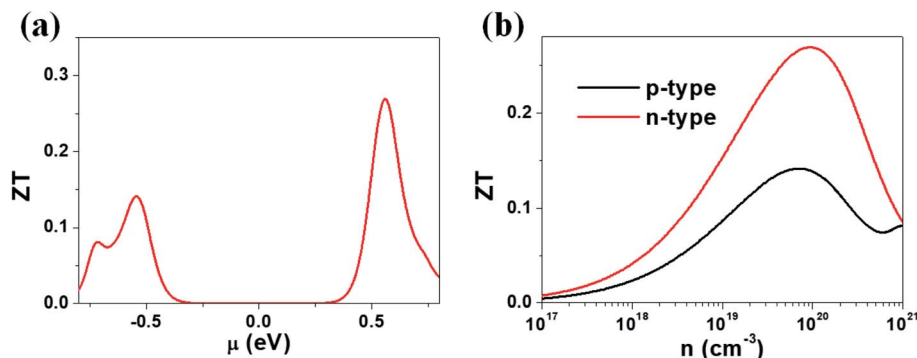 (a)
ZT
0.3
0.2
0.1
0.0
-0.5
0.0
0.5
μ (eV)
(b)
ZT
0.2
0.1
0.0
p-type
n-type
10^17
10^18
10^19
10^20
10^21
n (cm^-3)